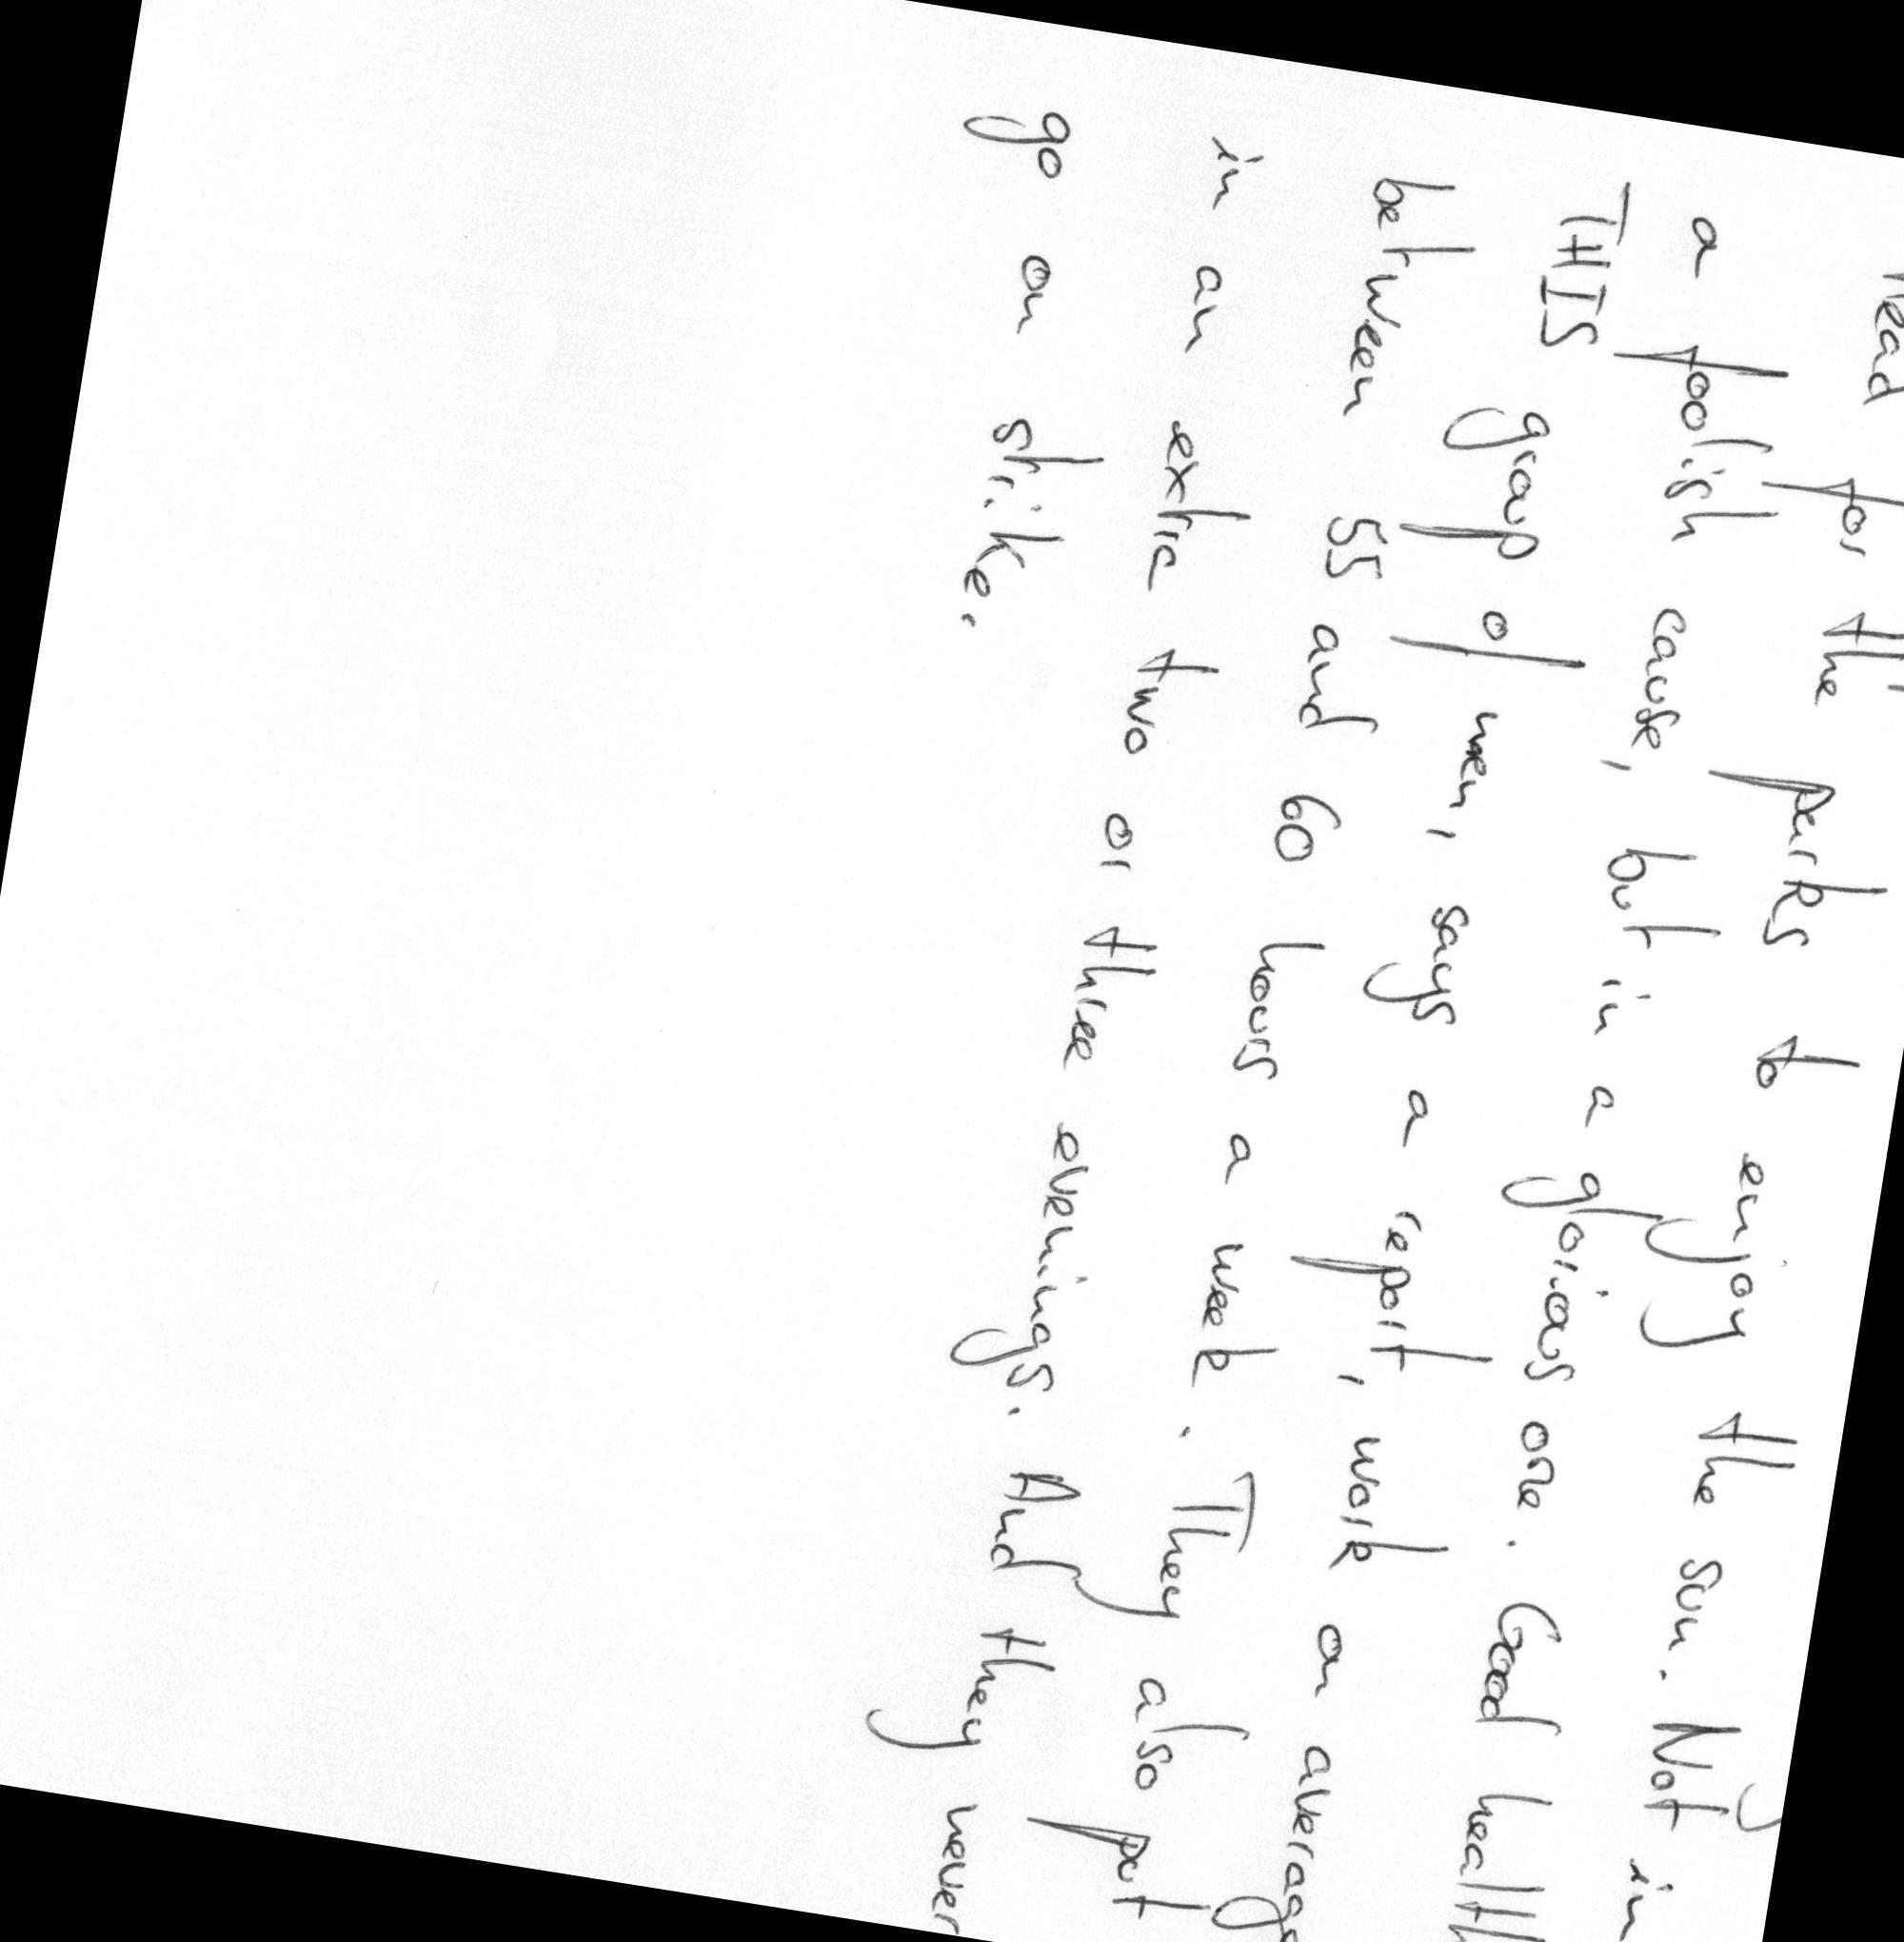 head for the parks to enjoy the sun. Not in
a foolish cause, but in a glorious one. Good health
THIS group of men, says a report, work on average
between 55 and 60 hours a week. They also put
in an extra two or three evenings. And they never
go on strike.